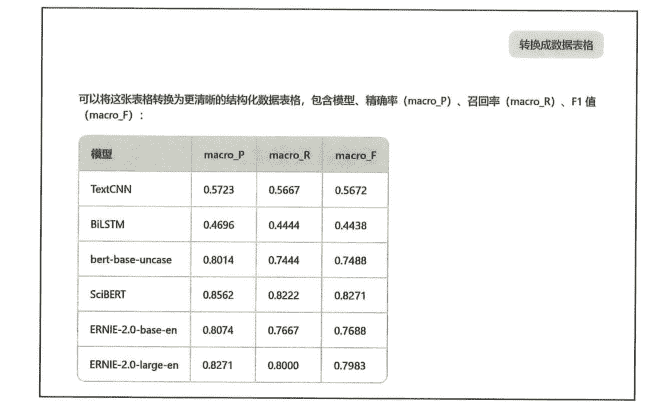 转换成数据表格
可以将这张表格转换为更清晰的结构化数据表格，包含模型、精确率（macro_P）、召回率（macro_R）、F1 值
（macro_F）：
模型 macro_P macro_R macro_F
TextCNN 0.5723 0.5667 0.5672
BiLSTM 0.4696 0.4444 0.4438
bert-base-uncase 0.8014 0.7444 0.7488
SciBERT 0.8562 0.8222 0.8271
ERNIE-2.0-base-en 0.8074 0.7667 0.7688
ERNIE-2.0-large-en 0.8271 0.8000 0.7983